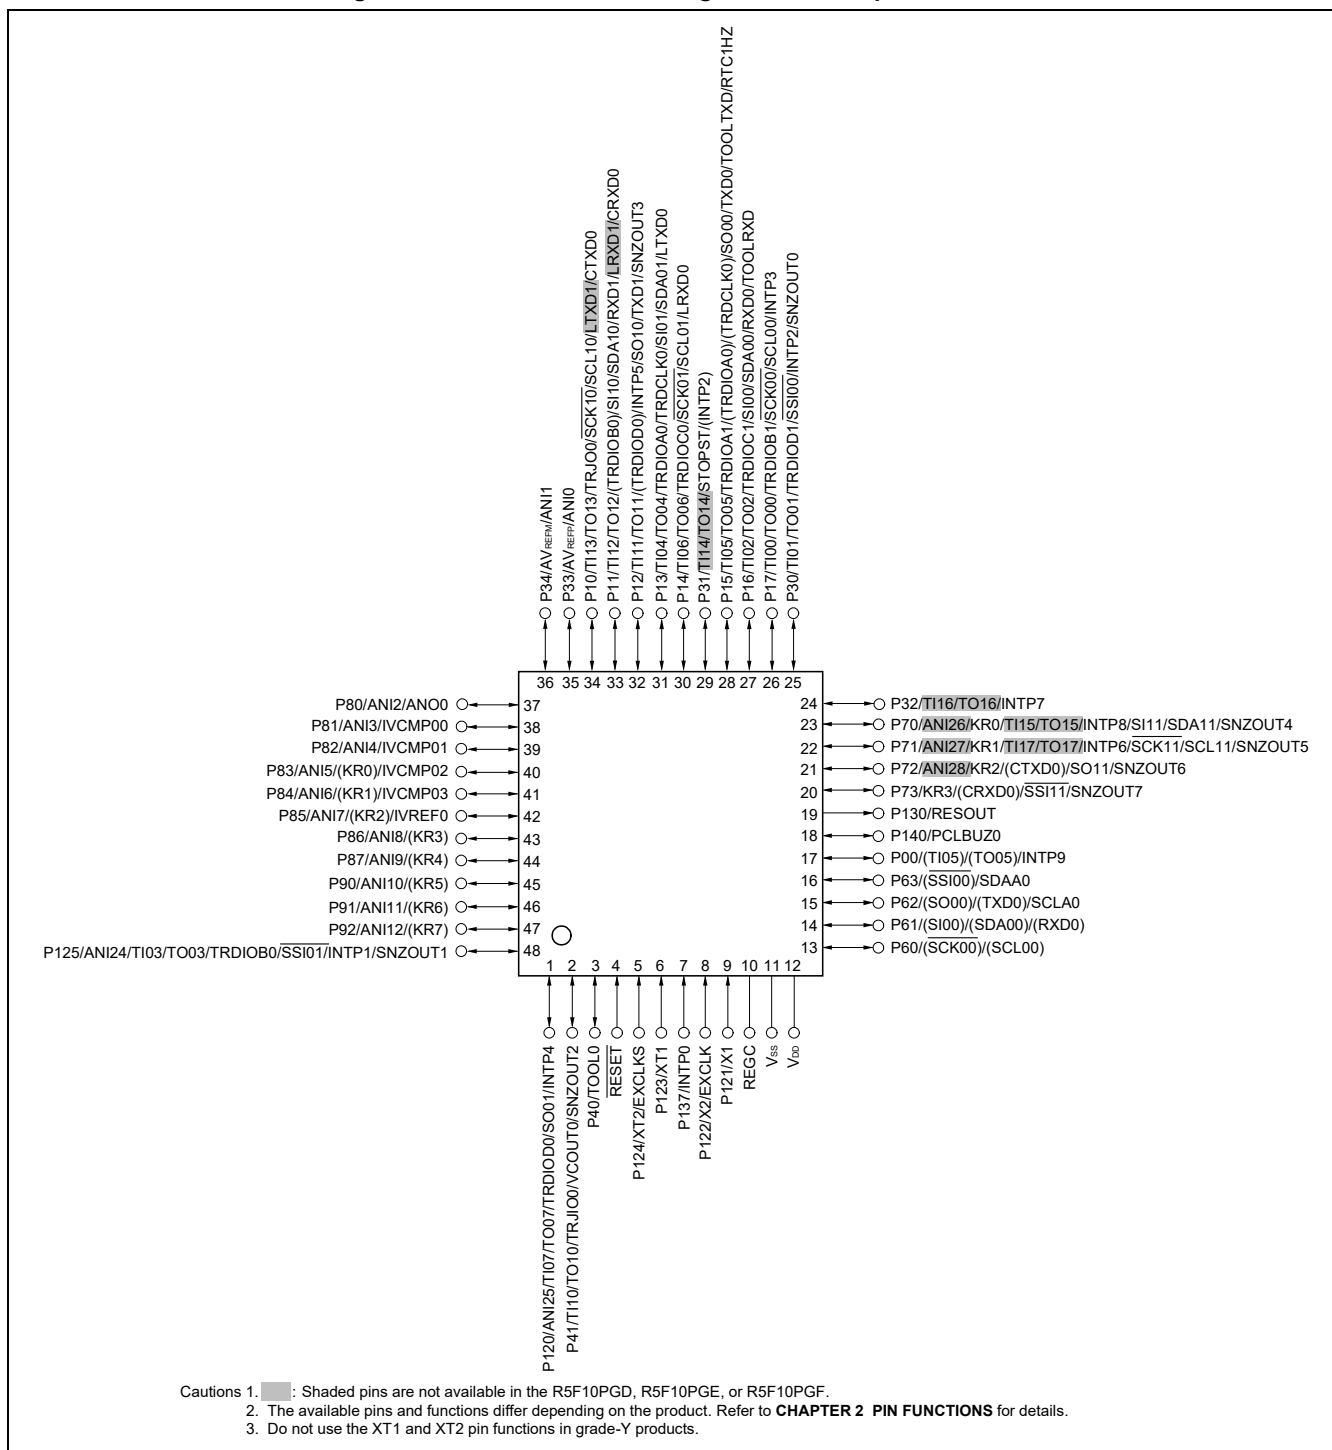 P34/AVREFM/ANI1
P33/AVREFP/ANI0
P10/TI13/TO13/TRJO0/SCK10/SCL10/LTXD1/CTXD0
P11/TI12/TO12/(TRDIOB0)/SI10/SDA10/RXD1/LRXD1/CRXD0
P12/TI11/TO11/(TRDIOD0)/INTP5/SO10/TXD1/SNZOUT3
P13/TI04/TO04/TRDIOA0/TRDCLK0/SI01/SDA01/LTXD0
P14/TI06/TO06/TRDIOC0/SCK01/SCL01/LRXD0
P31/TI14/TO14/STOPST/(INTP2)
P15/TI05/TO05/TRDIOA1/(TRDIOA0)/(TRDCLK0)/SO00/TXD0/TOOLTXD/RTC1HZ
P16/TI02/TO02/TRDIOC1/SI00/SDA00/RXD0/TOOLRXD
P17/TI00/TO00/TRDIOB1/SCK00/SCL00/INTP3
P30/TI01/TO01/TRDIOD1/SSI00/INTP2/SNZOUT0
36 35 34 33 32 31 30 29 28 27 26 25
P80/ANI2/ANO0 37
P81/ANI3/IVCMP00 38
P82/ANI4/IVCMP01 39
P83/ANI5/(KR0)/IVCMP02 40
P84/ANI6/(KR1)/IVCMP03 41
P85/ANI7/(KR2)/IVREF0 42
P86/ANI8/(KR3) 43
P87/ANI9/(KR4) 44
P90/ANI10/(KR5) 45
P91/ANI11/(KR6) 46
P92/ANI12/(KR7) 47
P125/ANI24/TI03/TO03/TRDIOB0/SSI01/INTP1/SNZOUT1 48
24 P32/TI16/TO16/INTP7
23 P70/ANI26/KR0/TI15/TO15/INTP8/SI11/SDA11/SNZOUT4
22 P71/ANI27/KR1/TI17/TO17/INTP6/SCK11/SCL11/SNZOUT5
21 P72/ANI28/KR2/(CTXD0)/SO11/SNZOUT6
20 P73/KR3/(CRXD0)/SSI11/SNZOUT7
19 P130/RESOUT
18 P140/PCLBUZ0
17 P00/(TI05)/(TO05)/INTP9
16 P63/(SSI00)/SDAA0
15 P62/(SO00)/(TXD0)/SCLA0
14 P61/(SI00)/(SDA00)/(RXD0)
13 P60/(SCK00)/(SCL00)
1 2 3 4 5 6 7 8 9 10 11 12
P120/ANI25/TI07/TO07/TRDIOD0/SO01/INTP4
P41/TI10/TO10/TRJIO0/VCOUT0/SNZOUT2
P40/TOOL0
RESET
P124/XT2/EXCLKS
P123/XT1
P137/INTP0
P122/X2/EXCLK
P121/X1
REGC
VSS
VDD
Cautions 1. : Shaded pins are not available in the R5F10PGD, R5F10PGE, or R5F10PGF.
2. The available pins and functions differ depending on the product. Refer to CHAPTER 2 PIN FUNCTIONS for details.
3. Do not use the XT1 and XT2 pin functions in grade-Y products.